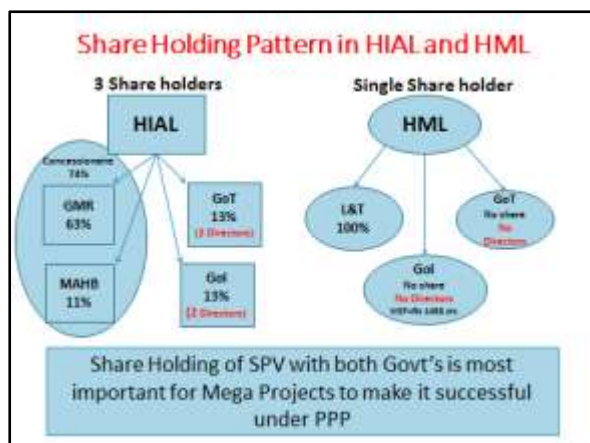 Share Holding Pattern in HIAL and HML
3 Share holders
HIAL
Concessionaire
74%
GMR
63%
MAHB
11%
GoT
13%
(2 Directors)
GoI
13%
(2 Directors)
Single Share holder
HML
L&T
100%
GoI
No share
No Directors
GoT
No share
No
Directors
Share Holding of SPV with both Govt's is most
important for Mega Projects to make it successful
under PPP